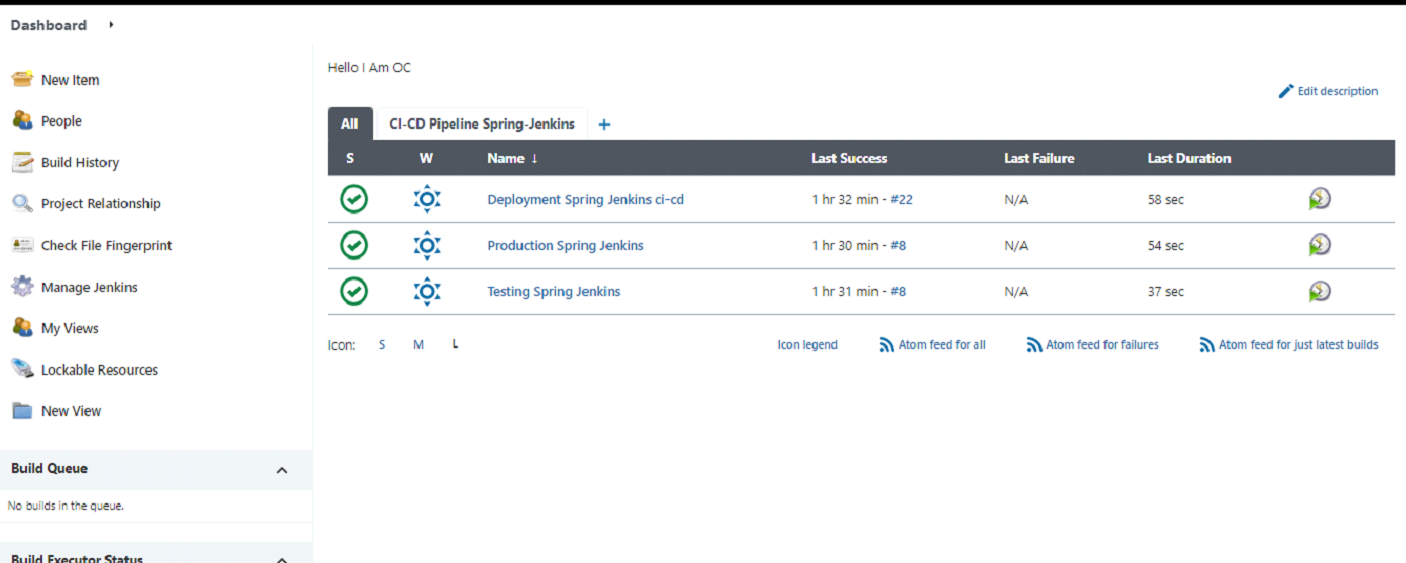 Dashboard
New Item
People
Build History
Project Relationship
Check File Fingerprint
Manage Jenkins
My Views
Lockable Resources
New View
Build Queue
No builds in the queue.
Build Executor Status
Hello I Am OC
Edit description
All CI-CD Pipeline Spring-Jenkins +
S W Name ↓ Last Success Last Failure Last Duration
Deployment Spring Jenkins ci-cd 1 hr 32 min - #22 N/A 58 sec
Production Spring Jenkins 1 hr 30 min - #8 N/A 54 sec
Testing Spring Jenkins 1 hr 31 min - #8 N/A 37 sec
Icon: S M L Icon legend Atom feed for all Atom feed for failures Atom feed for just latest builds